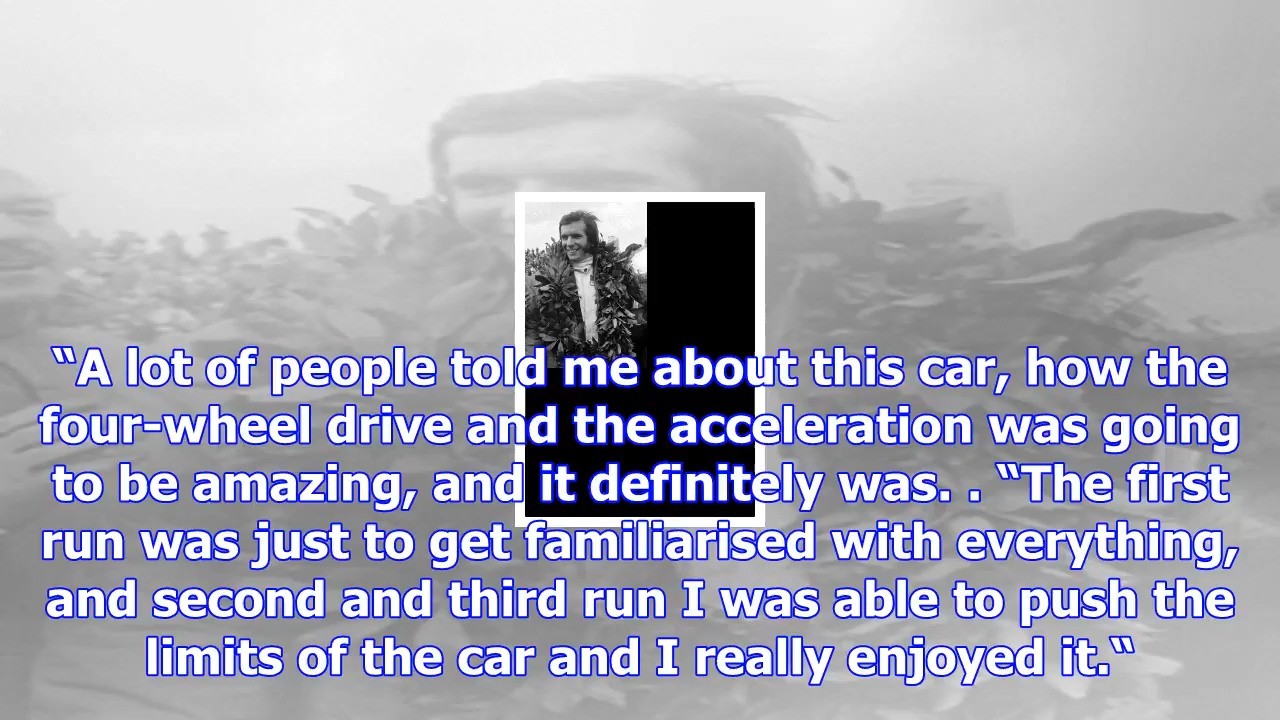 “A lot of people told me about this car, how the
four-wheel drive and the acceleration was going
to be amazing, and it definitely was. . “The first
run was just to get familiarised with everything,
and second and third run I was able to push the
limits of the car and I really enjoyed it.“